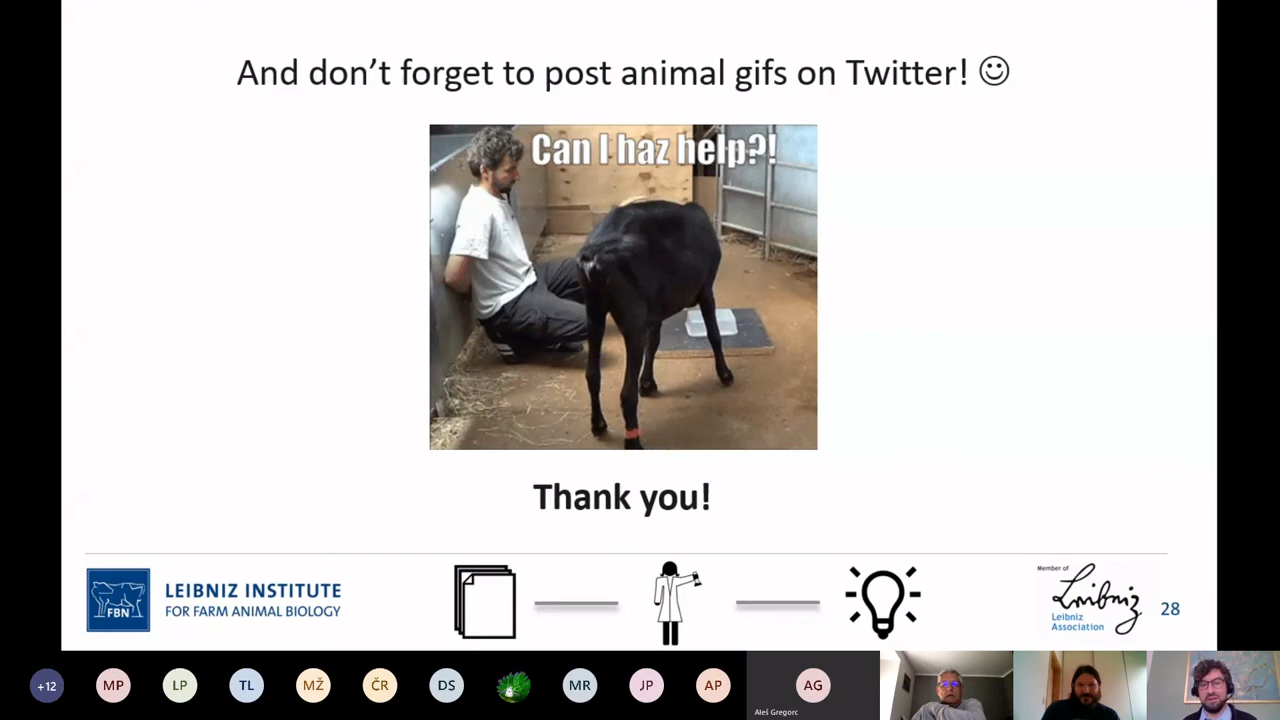 And don't forget to post animal gifs on Twitter! ☺
Can I haz help?!
Thank you!
FBN
LEIBNIZ INSTITUTE
FOR FARM ANIMAL BIOLOGY
Member of
Leibniz
Leibniz
Association
28
+12
MP
LP
TL
MŽ
ČR
DS
MR
JP
AP
AG
Aleš Gregorc